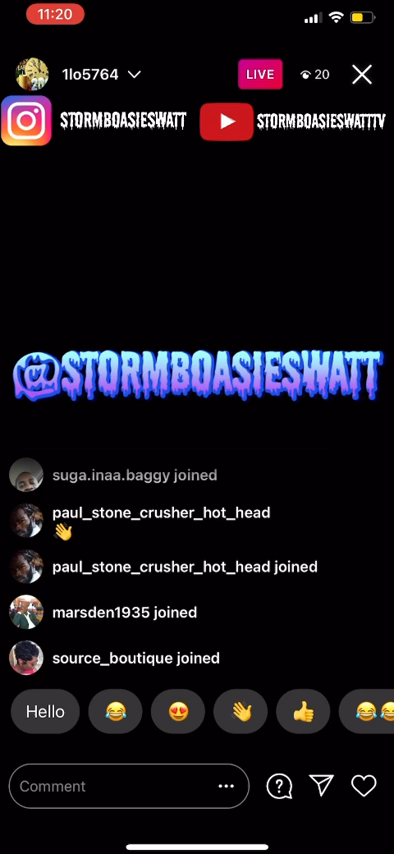 11:20
1lo5764
LIVE
20
STORMBOASIESWATT
STORMBOASIESWATTTV
@STORMBOASIESWATT
suga.inaa.baggy joined
paul_stone_crusher_hot_head
👋
paul_stone_crusher_hot_head joined
marsden1935 joined
source_boutique joined
Hello 😂 😍 👋 👍 😂😂
Comment